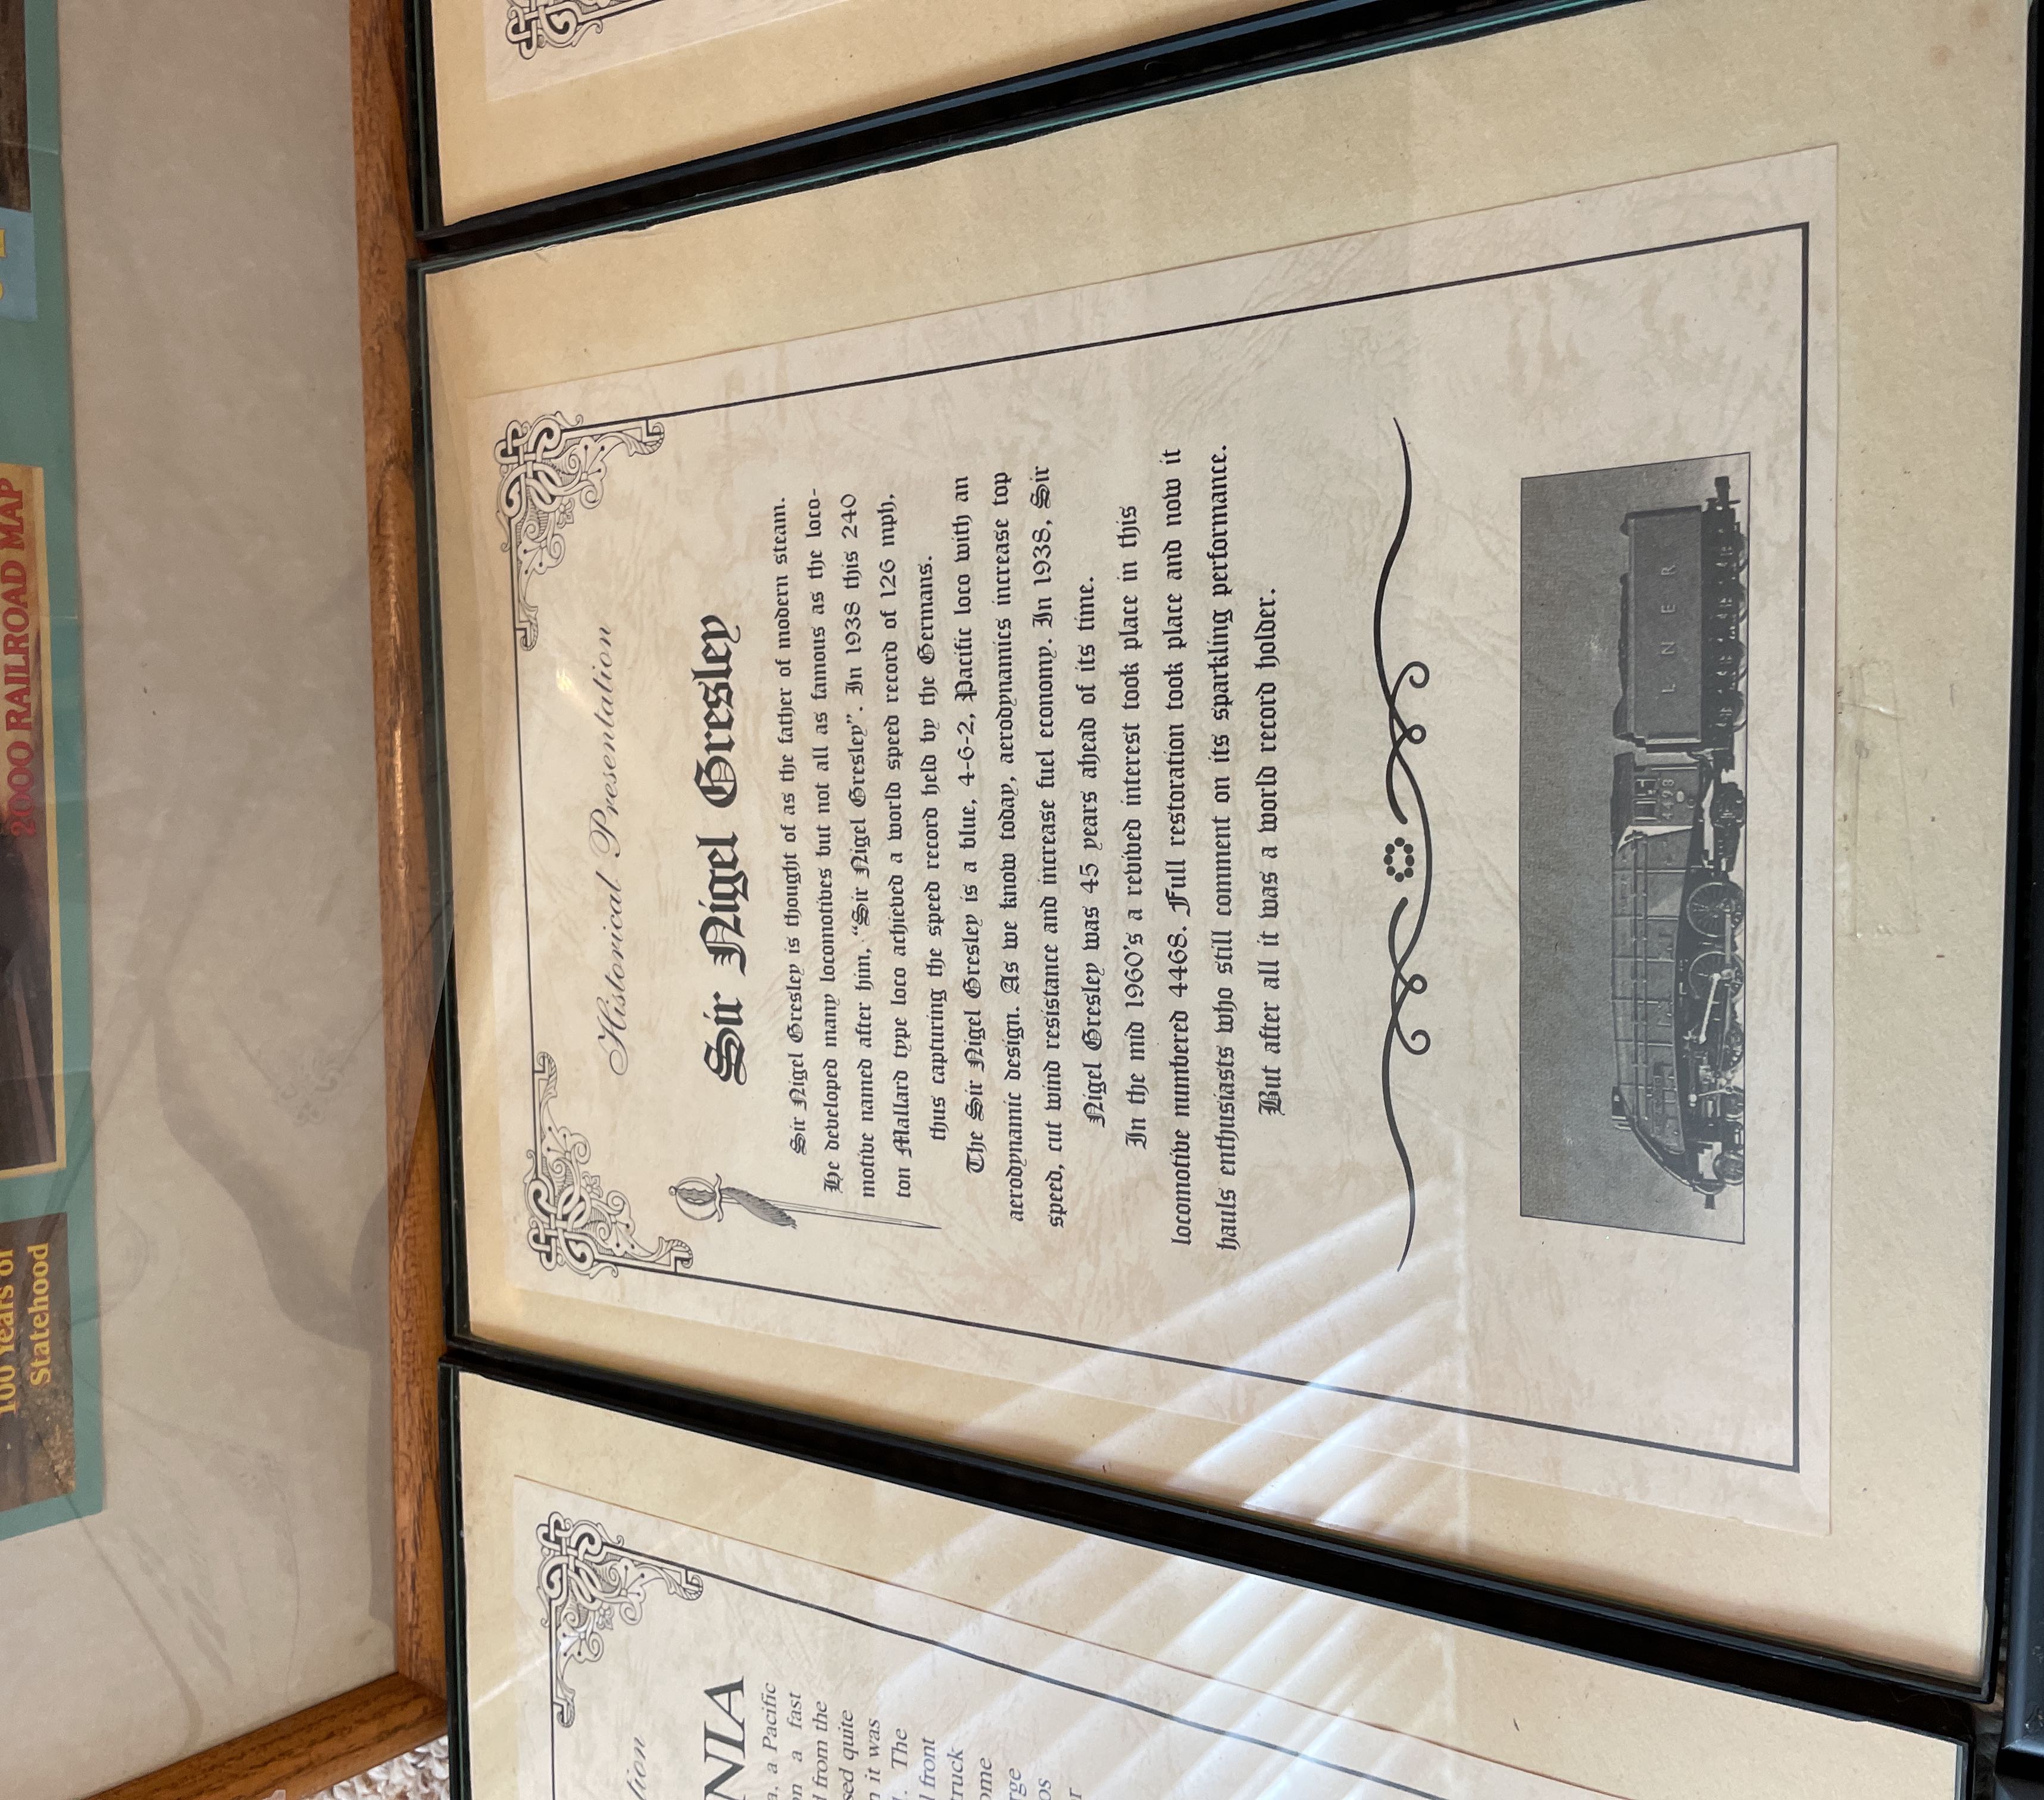 Historical Presentation
Sir Nigel Gresley
Sir Nigel Gresley is thought of as the father of modern steam.
He developed many locomotives but not all as famous as the loco-
motive named after him, "Sir Nigel Gresley". In 1938 this 240
ton Mallard type loco achieved a world speed record of 126 mph,
thus capturing the speed record held by the Germans.
The Sir Nigel Gresley is a blue, 4-6-2, Pacific loco with an
aerodynamic design. As we know today, aerodynamics increase top
speed, cut wind resistance and increase fuel economy. In 1938, Sir
Nigel Gresley was 45 years ahead of its time.
In the mid 1960's a revived interest took place in this
locomotive numbered 4468. Full restoration took place and now it
hauls enthusiasts who still comment on its sparkling performance.
But after all it was a world record holder.
4498
L N E R
100 Years of
Statehood
2000 RAILROAD MAP
a Pacific
a fast
from the
quite
it was
The
front